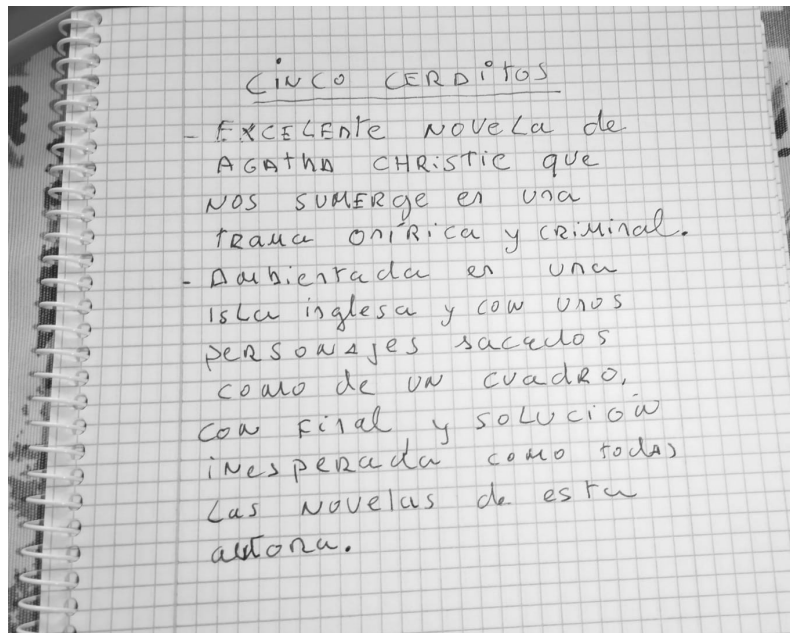 CINCO CERDITOS
- EXCELENTE NOVELA de
AGATHA CHRISTIE que
NOS SUMERGE en una
TRAMA ONÍRICA y CRIMINAL.
- Ambientada en una
ISLA inglesa y con unos
personajes sacados
como de un cuadro,
con final y solución
inesperada como todas
Las novelas de esta
autora.